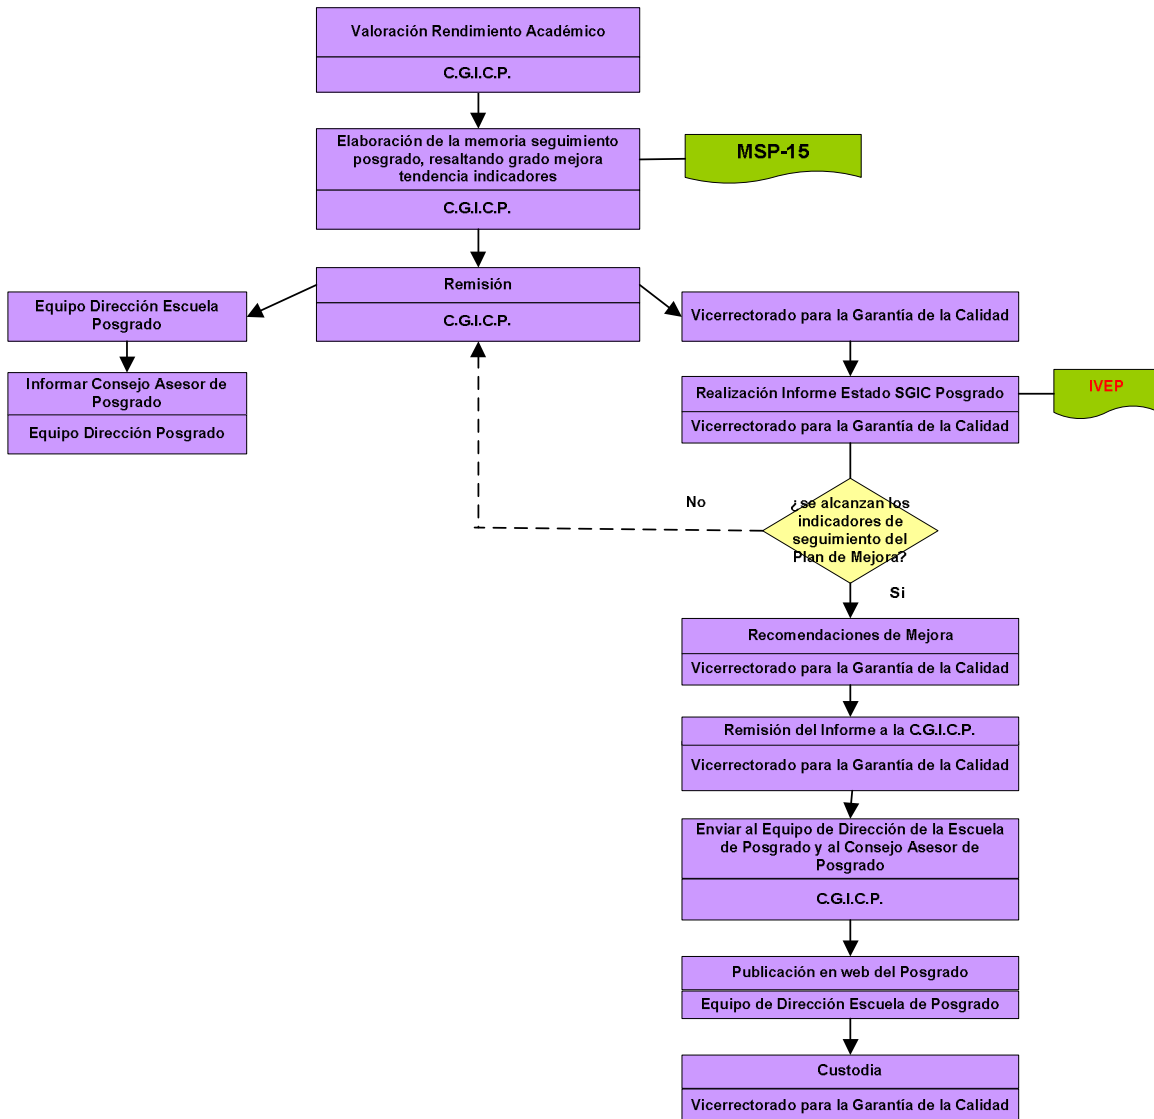 Valoración Rendimiento Académico
C.G.I.C.P.
Elaboración de la memoria seguimiento
posgrado, resaltando grado mejora
tendencia indicadores
C.G.I.C.P.
MSP-15
Remisión
C.G.I.C.P.
Equipo Dirección Escuela
Posgrado
Informar Consejo Asesor de
Posgrado
Equipo Dirección Posgrado
Vicerrectorado para la Garantía de la Calidad
Realización Informe Estado SGIC Posgrado
Vicerrectorado para la Garantía de la Calidad
IVEP
No
¿se alcanzan los
indicadores de
seguimiento del
Plan de Mejora?
Si
Recomendaciones de Mejora
Vicerrectorado para la Garantía de la Calidad
Remisión del Informe a la C.G.I.C.P.
Vicerrectorado para la Garantía de la Calidad
Enviar al Equipo de Dirección de la Escuela
de Posgrado y al Consejo Asesor de
Posgrado
C.G.I.C.P.
Publicación en web del Posgrado
Equipo de Dirección Escuela de Posgrado
Custodia
Vicerrectorado para la Garantía de la Calidad